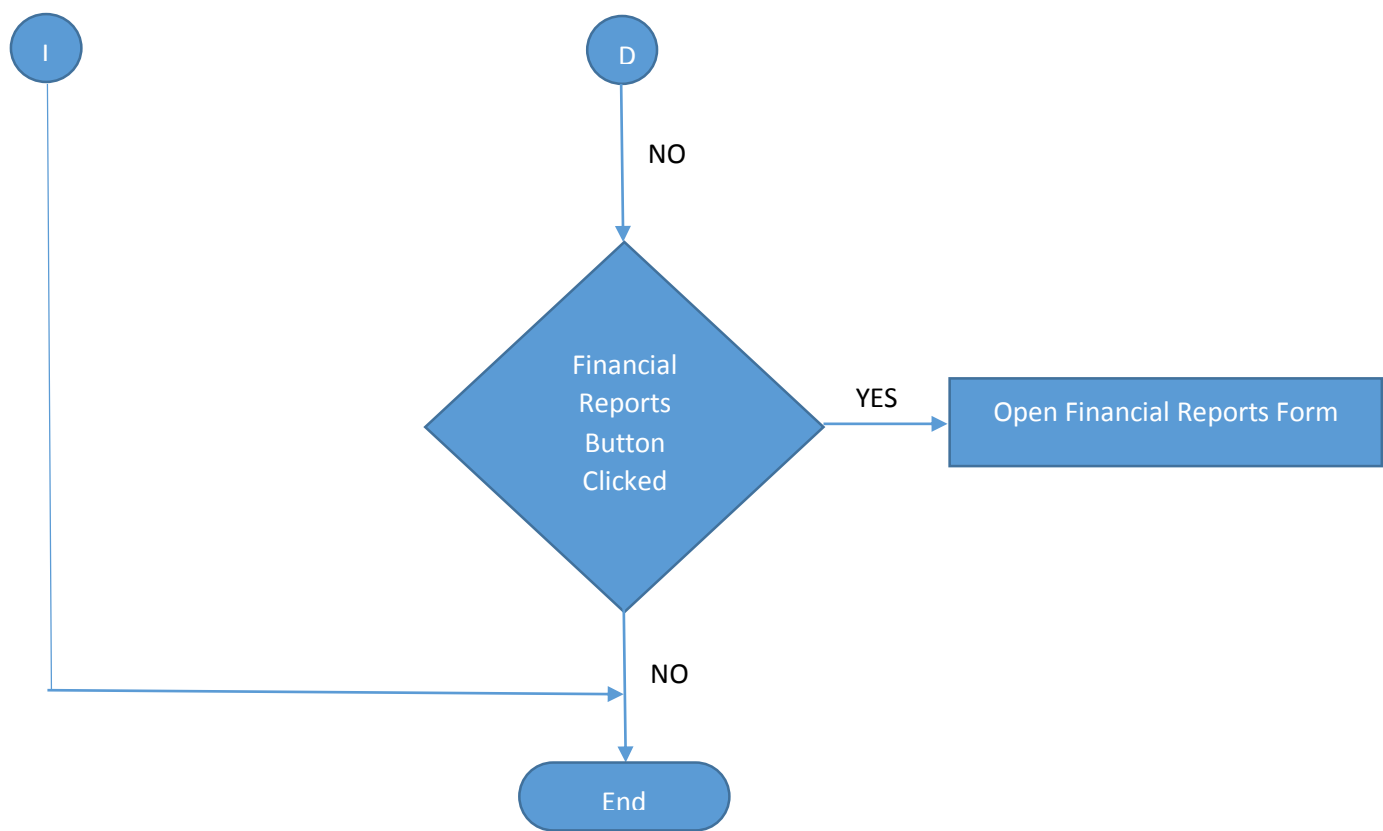 I
D
NO
Financial
Reports
Button
Clicked
YES
Open Financial Reports Form
NO
End